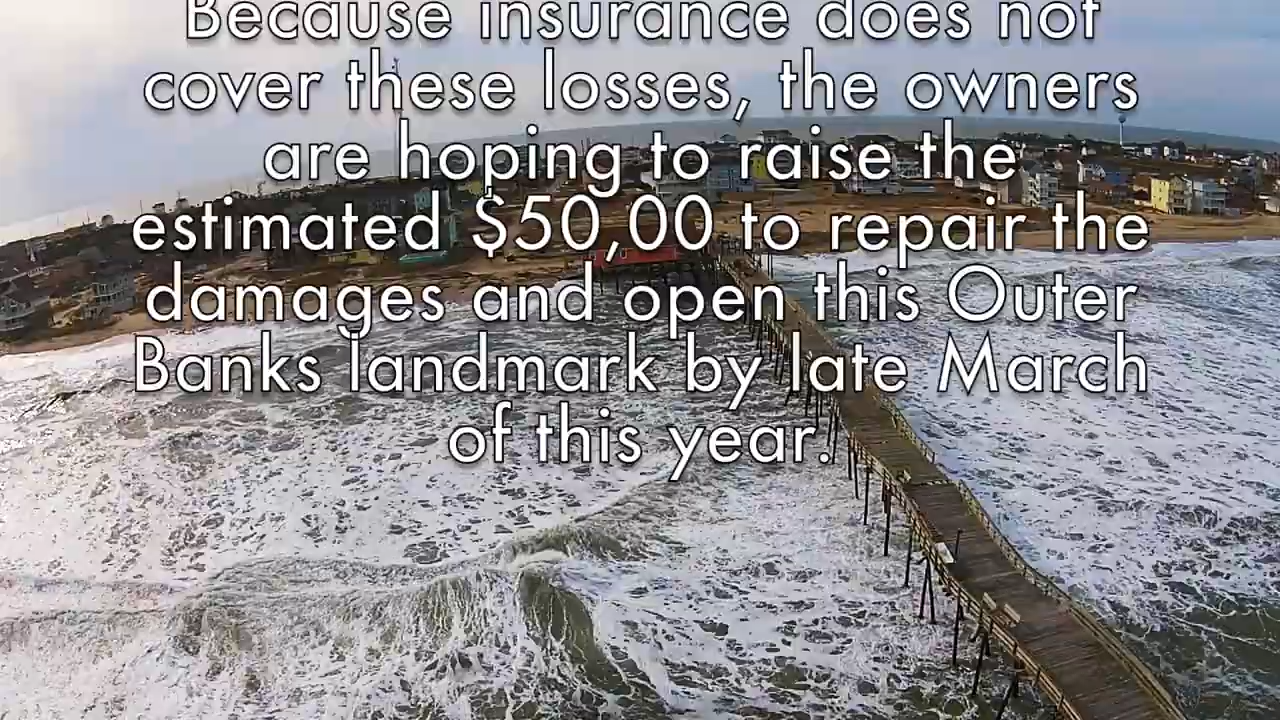 Because insurance does not
cover these losses, the owners
are hoping to raise the
estimated $50,00 to repair the
damages and open this Outer
Banks landmark by late March
of this year.